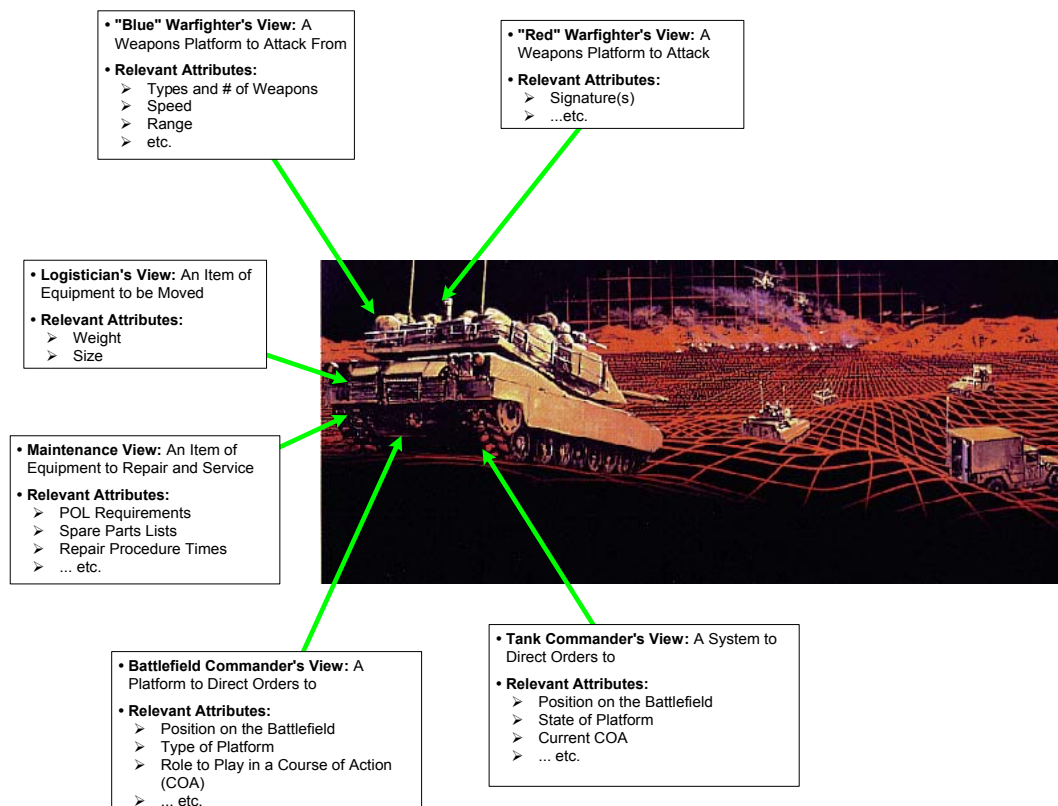 • "Blue" Warfighter's View: A
Weapons Platform to Attack From
• Relevant Attributes:
➢ Types and # of Weapons
➢ Speed
➢ Range
➢ etc.
• "Red" Warfighter's View: A
Weapons Platform to Attack
• Relevant Attributes:
➢ Signature(s)
➢ ...etc.
• Logistician's View: An Item of
Equipment to be Moved
• Relevant Attributes:
➢ Weight
➢ Size
• Maintenance View: An Item of
Equipment to Repair and Service
• Relevant Attributes:
➢ POL Requirements
➢ Spare Parts Lists
➢ Repair Procedure Times
➢ ... etc.
• Battlefield Commander's View: A
Platform to Direct Orders to
• Relevant Attributes:
➢ Position on the Battlefield
➢ Type of Platform
➢ Role to Play in a Course of Action
(COA)
➢ ... etc.
• Tank Commander's View: A System to
Direct Orders to
• Relevant Attributes:
➢ Position on the Battlefield
➢ State of Platform
➢ Current COA
➢ ... etc.